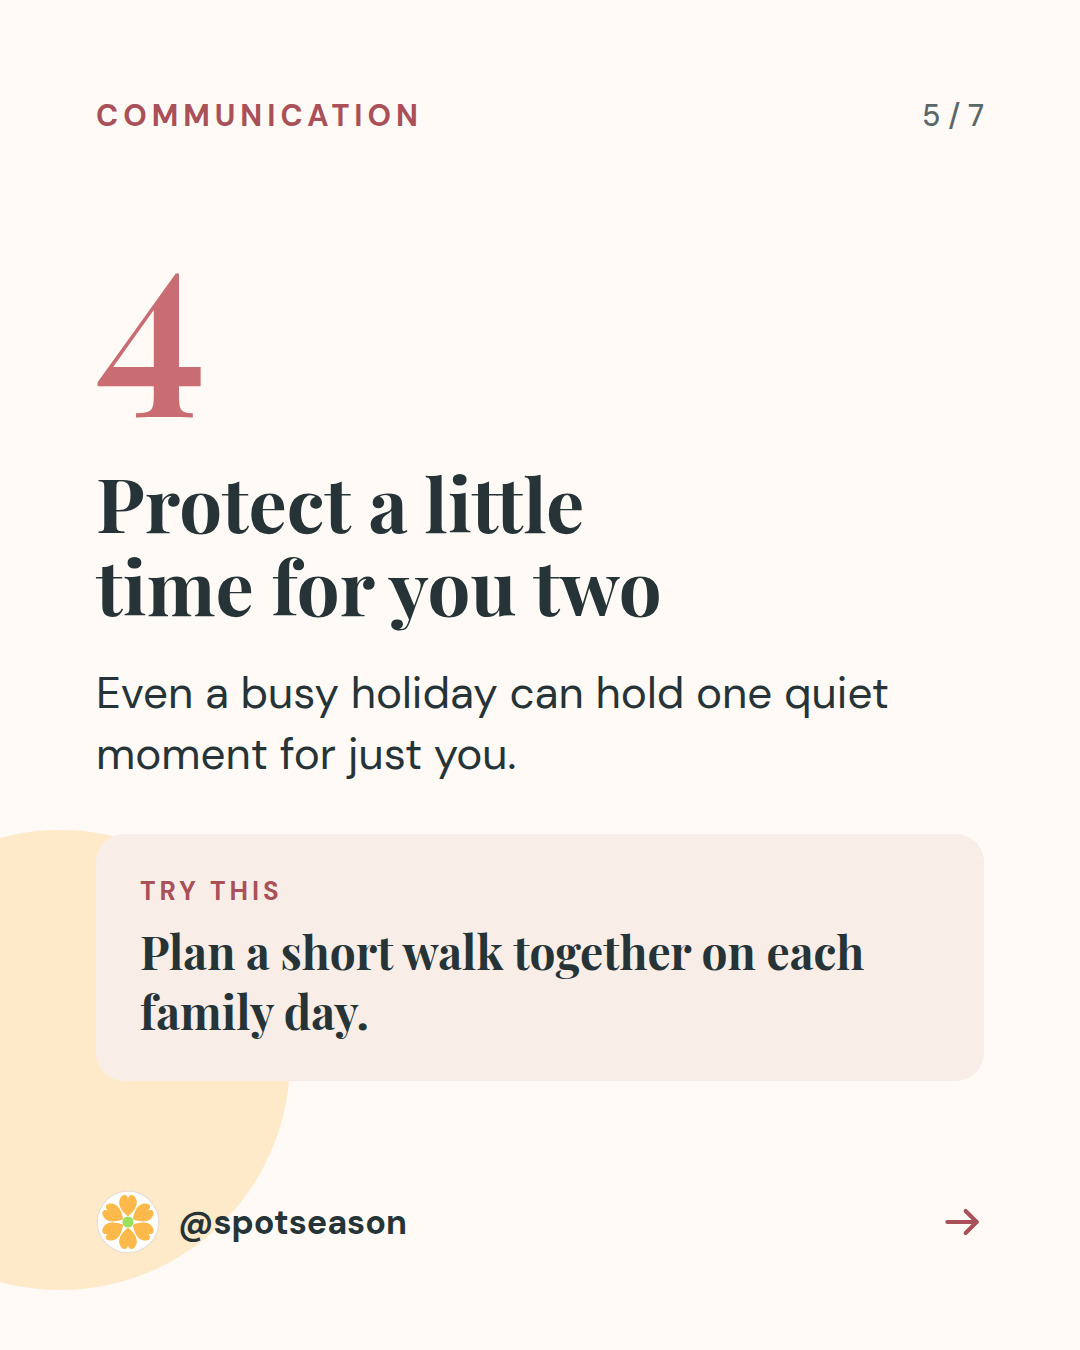 COMMUNICATION
5 / 7
4
Protect a little
time for you two
Even a busy holiday can hold one quiet
moment for just you.
TRY THIS
Plan a short walk together on each
family day.
@spotseason